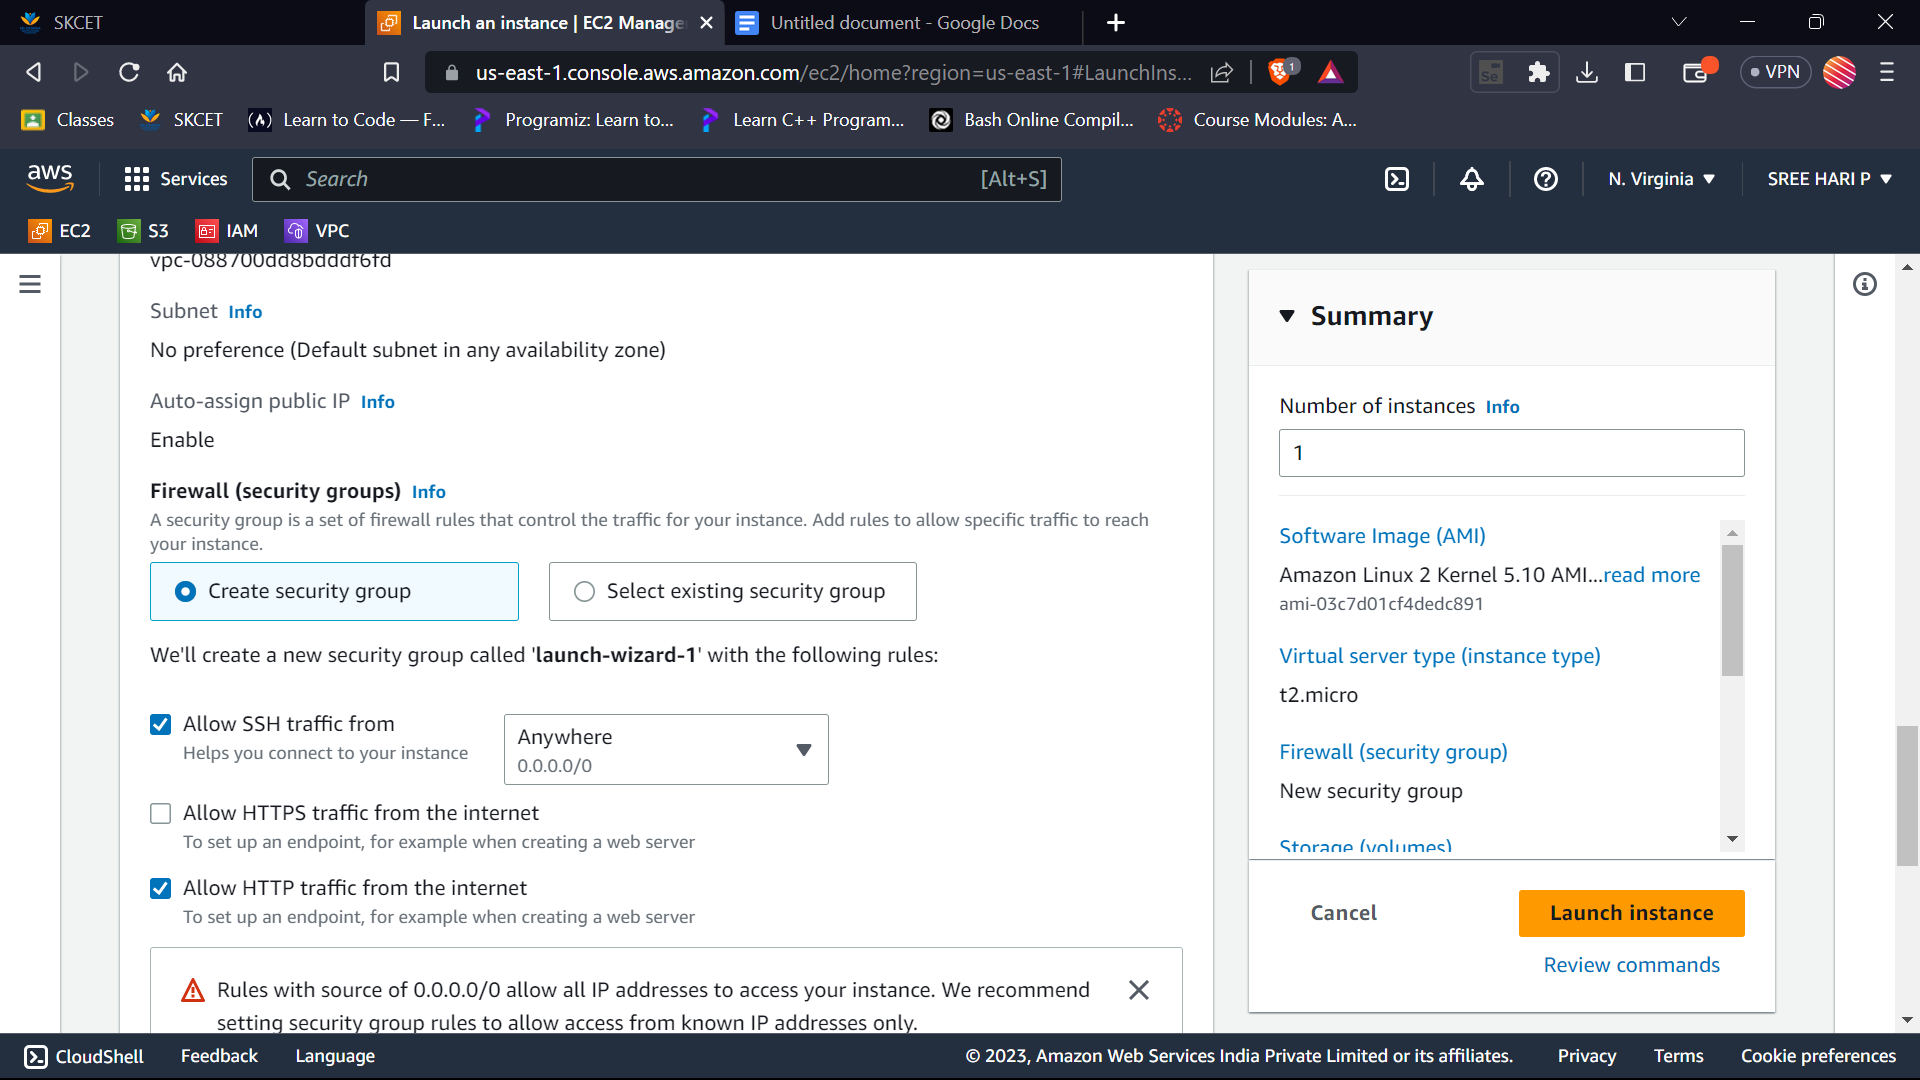 SKCET
Launch an instance | EC2 Manage
Untitled document - Google Docs
us-east-1.console.aws.amazon.com/ec2/home?region=us-east-1#LaunchIns...
1
Se
VPN
Classes
SKCET
Learn to Code — F...
Programiz: Learn to...
Learn C++ Program...
Bash Online Compil...
Course Modules: A...
aws
Services
Search
[Alt+S]
N. Virginia
SREE HARI P
EC2
S3
IAM
VPC
vpc-088700dd8bdddf6fd
Subnet Info
No preference (Default subnet in any availability zone)
Auto-assign public IP Info
Enable
Firewall (security groups) Info
A security group is a set of firewall rules that control the traffic for your instance. Add rules to allow specific traffic to reach
your instance.
Create security group
Select existing security group
We'll create a new security group called 'launch-wizard-1' with the following rules:
Allow SSH traffic from
Helps you connect to your instance
Anywhere
0.0.0.0/0
Allow HTTPS traffic from the internet
To set up an endpoint, for example when creating a web server
Allow HTTP traffic from the internet
To set up an endpoint, for example when creating a web server
Rules with source of 0.0.0.0/0 allow all IP addresses to access your instance. We recommend
setting security group rules to allow access from known IP addresses only.
Summary
Number of instances Info
1
Software Image (AMI)
Amazon Linux 2 Kernel 5.10 AMI...read more
ami-03c7d01cf4dedc891
Virtual server type (instance type)
t2.micro
Firewall (security group)
New security group
Storage (volumes)
Cancel
Launch instance
Review commands
CloudShell
Feedback
Language
© 2023, Amazon Web Services India Private Limited or its affiliates.
Privacy
Terms
Cookie preferences